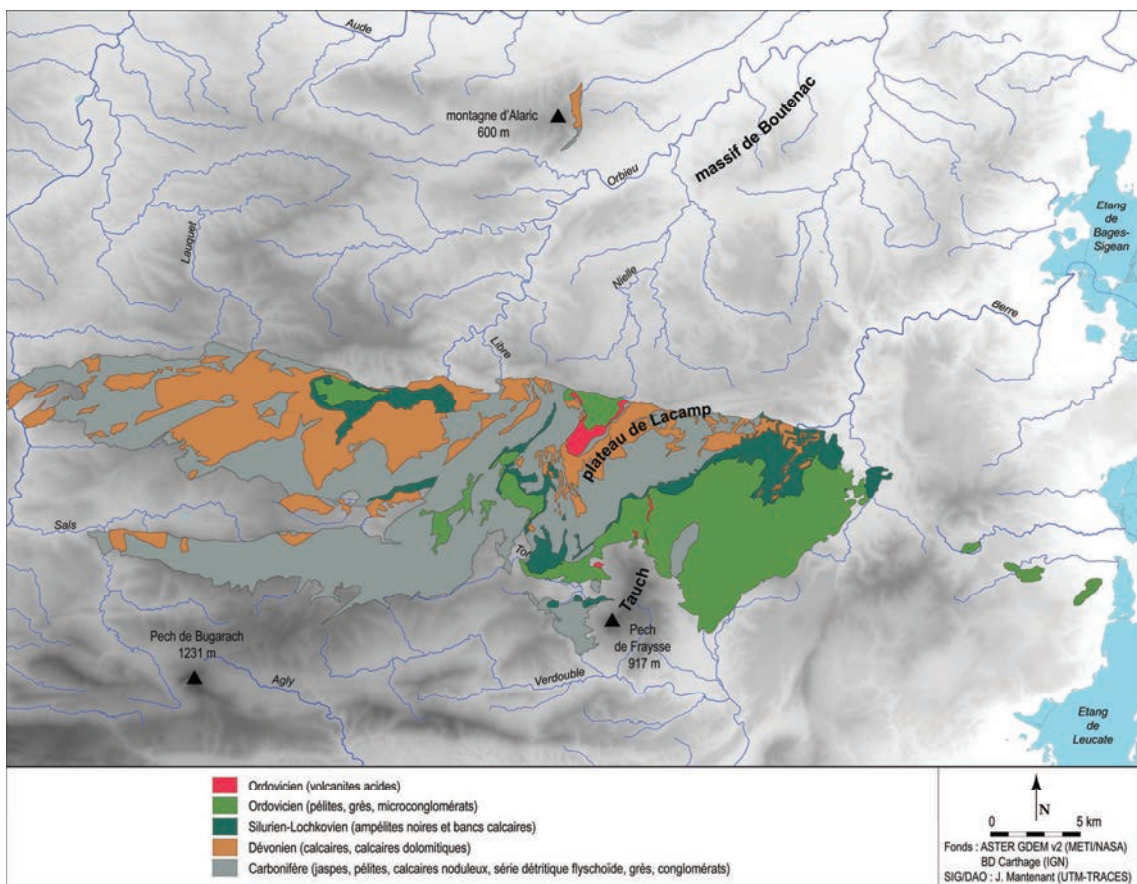 Aude
montagne d'Alaric
600 m
massif de Boutenac
Orbieu
Etang
de
Bages-
Sigean
Lauquet
Nielle
Berre
Libre
plateau de Lacamp
Sals
Tor
Tauch
Pech de Bugarach
1231 m
Pech
de Fraysse
917 m
Agly
Verdouble
Etang
de
Leucate
Ordovicien (volcanites acides)
Ordovicien (pélites, grès, microconglomérats)
Silurien-Lochkovien (ampélites noires et bancs calcaires)
Dévonien (calcaires, calcaires dolomitiques)
Carbonifère (jaspes, pélites, calcaires noduleux, série détritique flyschoïde, grès, conglomérats)
N
0 5 km
Fonds : ASTER GDEM v2 (METI/NASA)
BD Carthage (IGN)
SIG/DAO : J. Mantenant (UTM-TRACES)